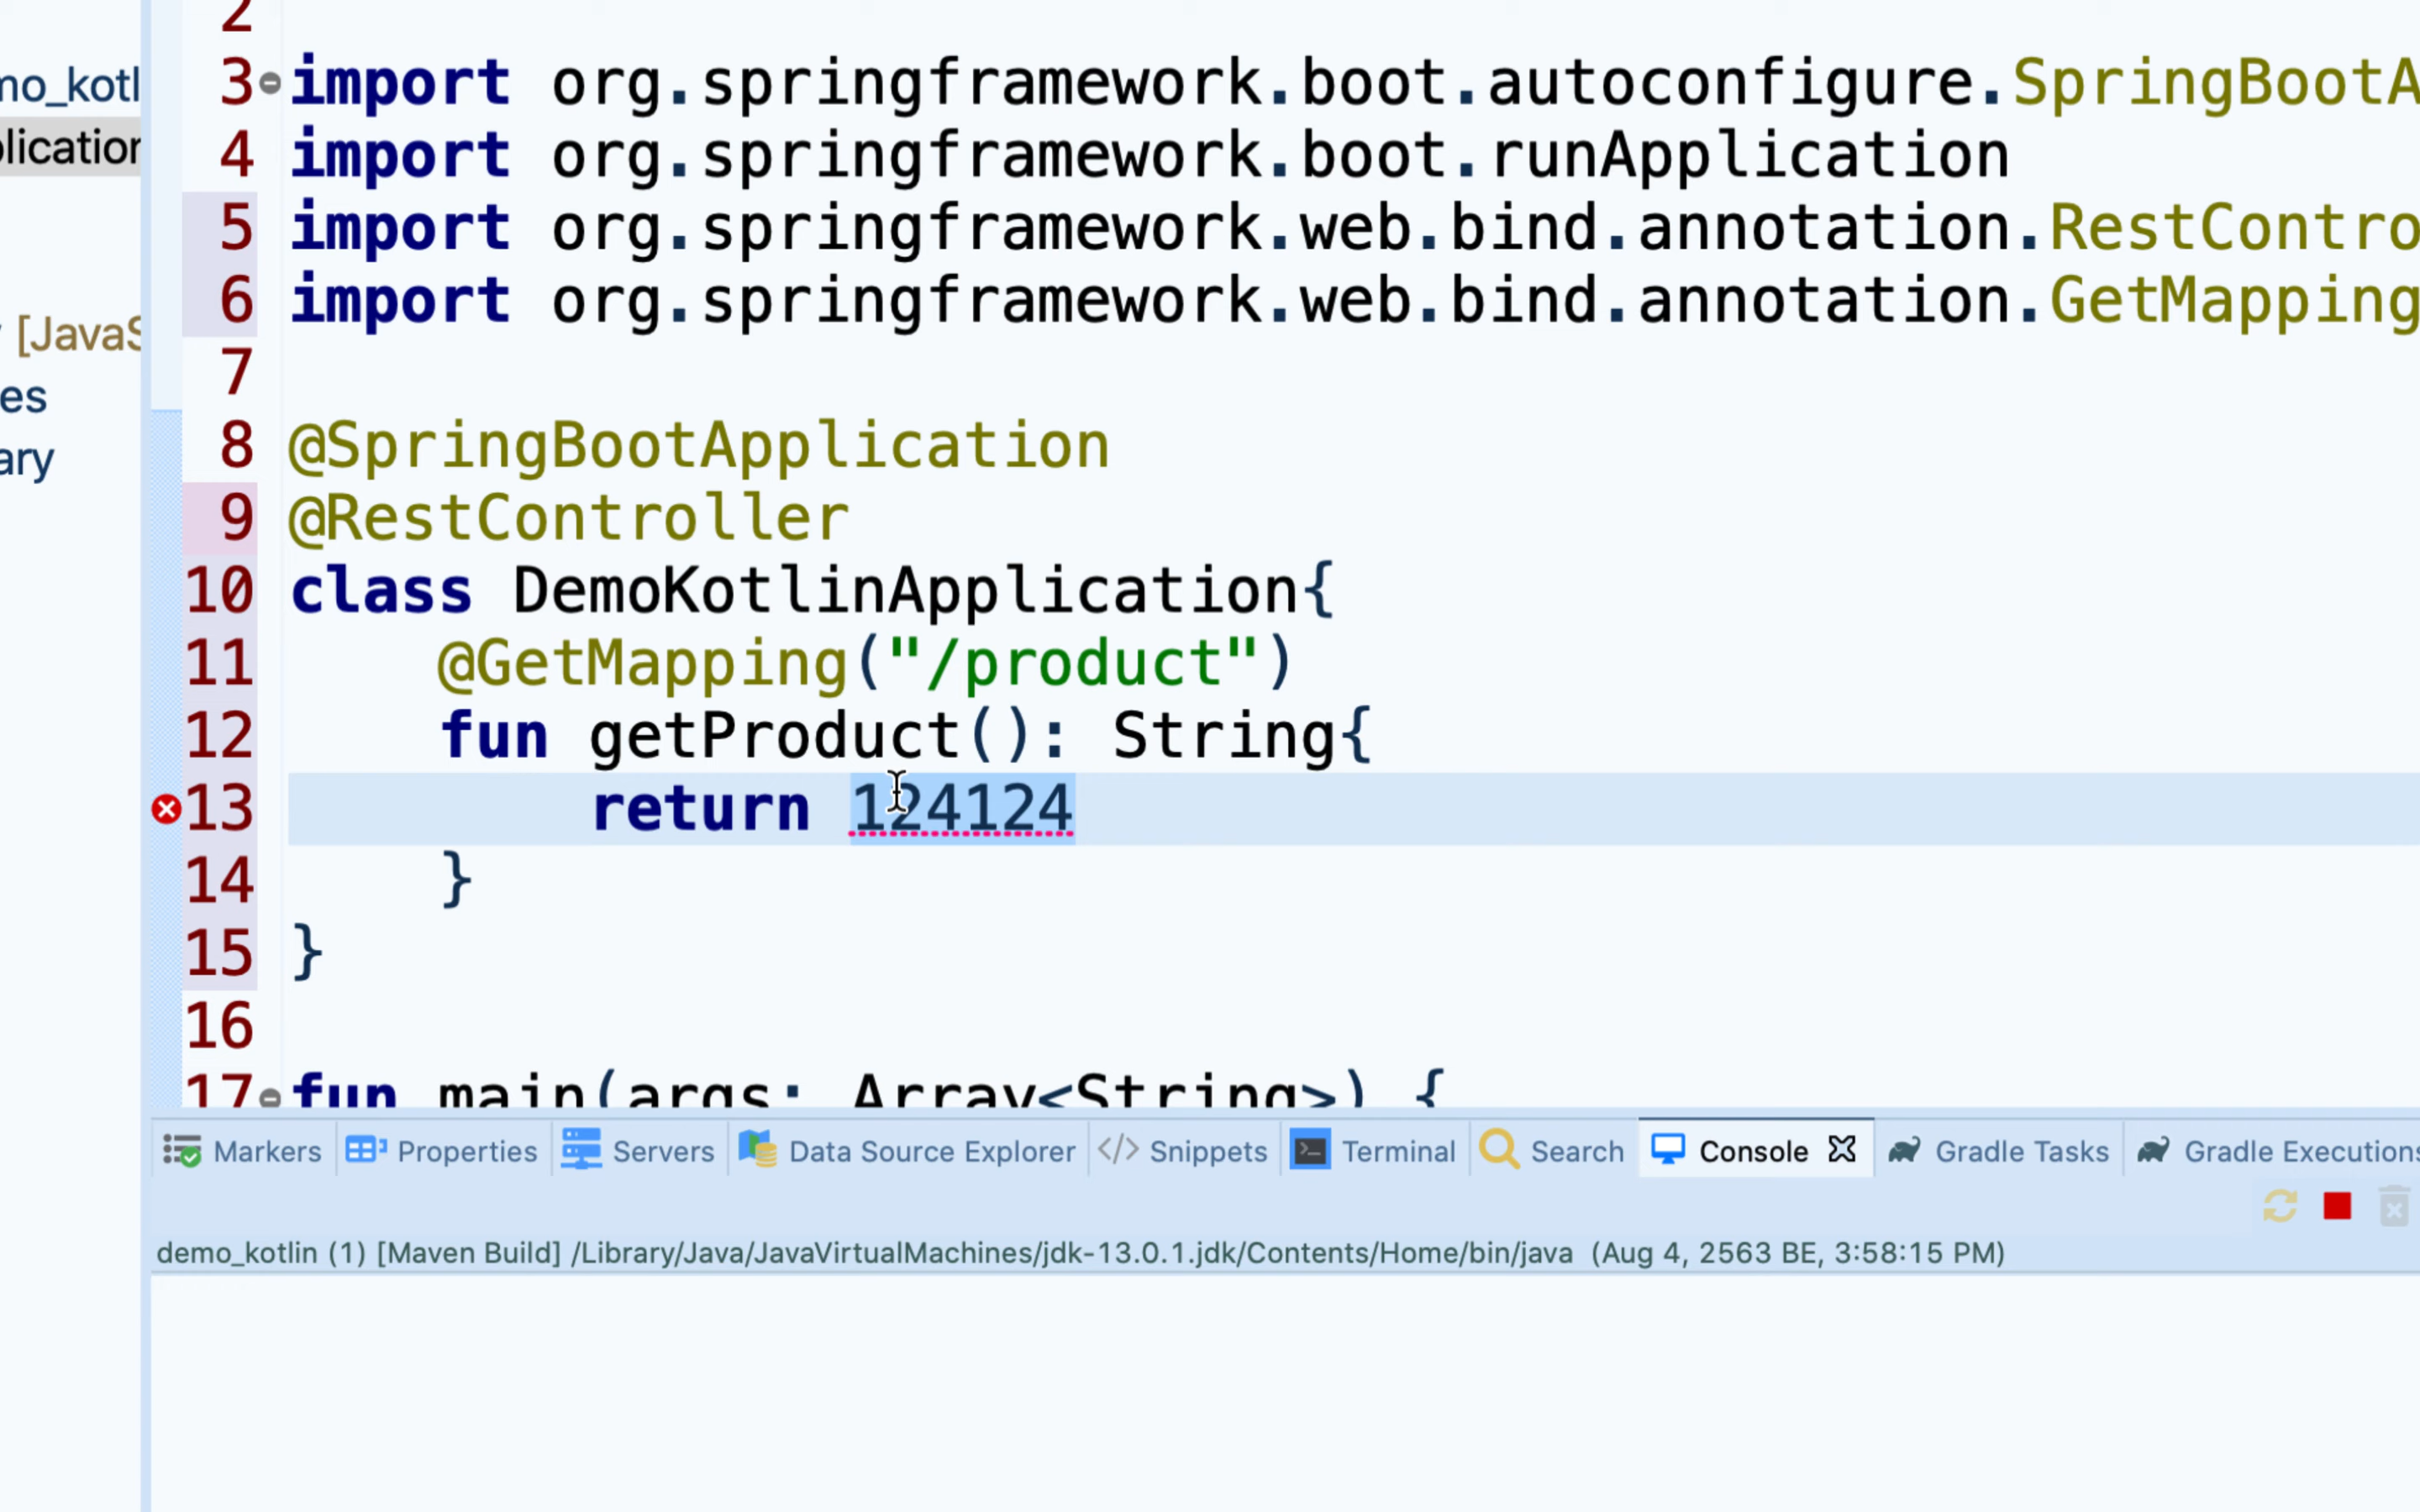 2
mo_kotl
3 import org.springframework.boot.autoconfigure.SpringBootA
plication
4 import org.springframework.boot.runApplication
5 import org.springframework.web.bind.annotation.RestContro
6 import org.springframework.web.bind.annotation.GetMapping
[JavaS
7
es
8 @SpringBootApplication
ary
9 @RestController
10 class DemoKotlinApplication{
11 @GetMapping("/product")
12 fun getProduct(): String{
13 return 124124
14 }
15 }
16
17 fun main(args: Array<String>) {
Markers Properties Servers Data Source Explorer Snippets Terminal Search Console Gradle Tasks Gradle Executions
demo_kotlin (1) [Maven Build] /Library/Java/JavaVirtualMachines/jdk-13.0.1.jdk/Contents/Home/bin/java (Aug 4, 2563 BE, 3:58:15 PM)